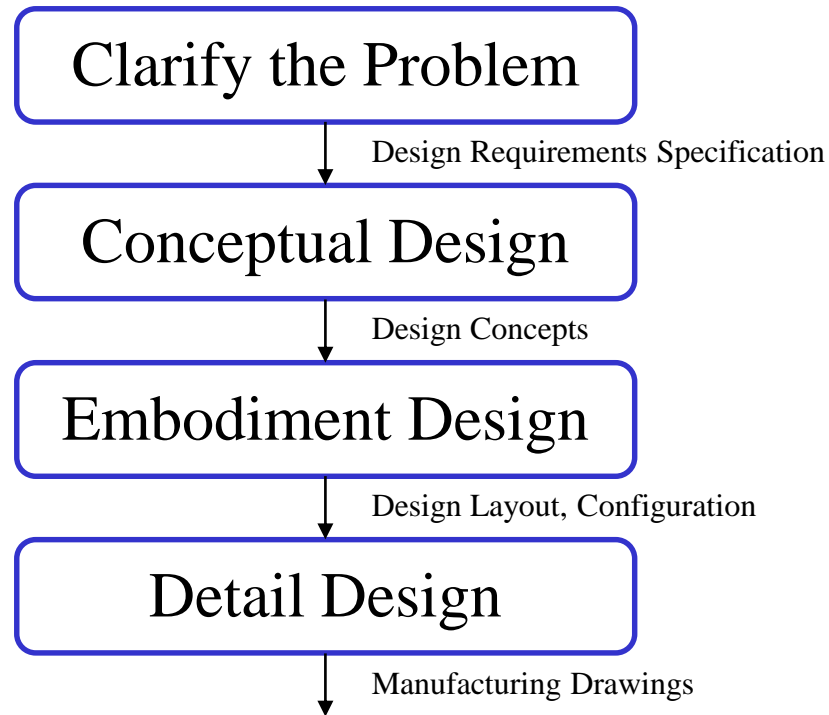 Clarify the Problem
Design Requirements Specification
Conceptual Design
Design Concepts
Embodiment Design
Design Layout, Configuration
Detail Design
Manufacturing Drawings